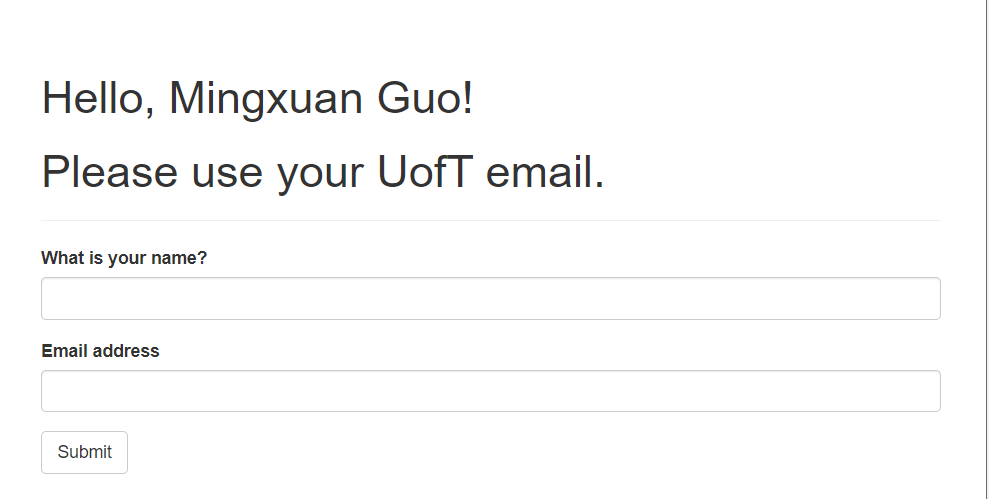 Hello, Mingxuan Guo!
Please use your UofT email.
What is your name?
Email address
Submit